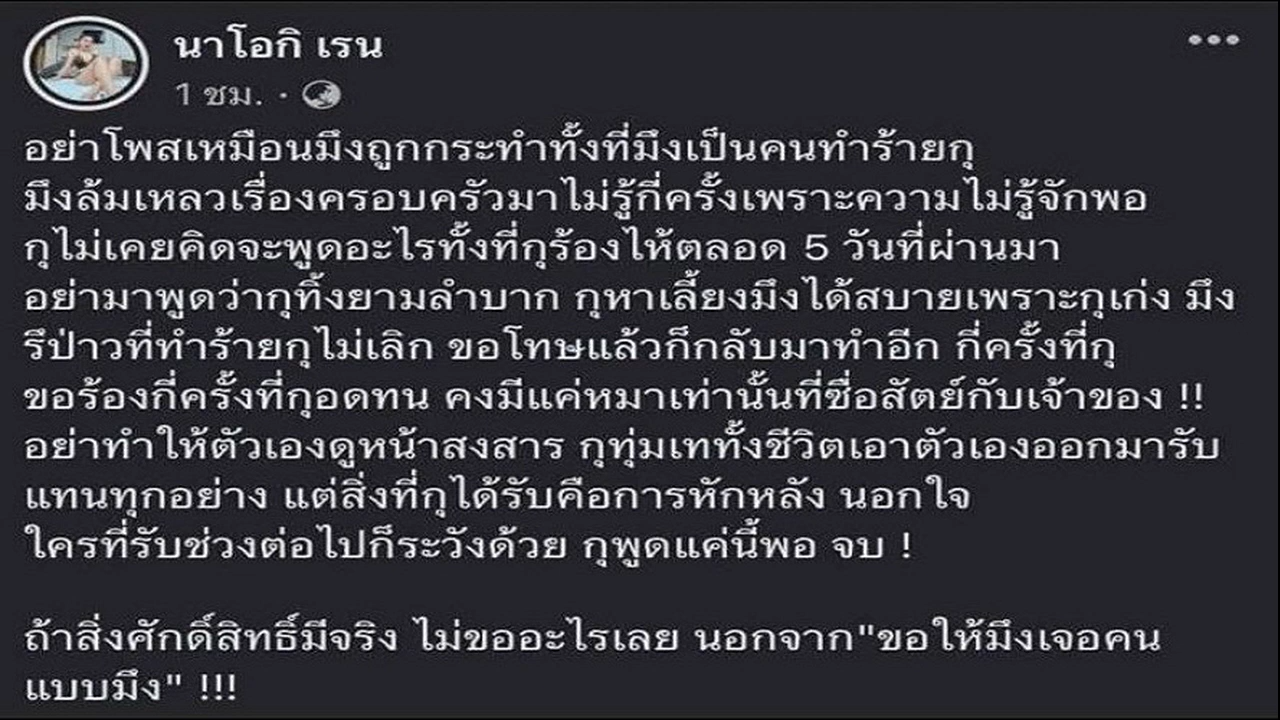 นาโอกิ เรน
1 ชม. ·
อย่าโพสเหมือนมึงถูกกระทำทั้งที่มึงเป็นคนทำร้ายกุ
มึงล้มเหลวเรื่องครอบครัวมาไม่รู้กี่ครั้งเพราะความไม่รู้จักพอ
กุไม่เคยคิดจะพูดอะไรทั้งที่กุร้องไห้ตลอด 5 วันที่ผ่านมา
อย่ามาพูดว่ากุทิ้งยามลำบาก กุหาเลี้ยงมึงได้สบายเพราะกุเก่ง มึง
รึป่าวที่ทำร้ายกุไม่เลิก ขอโทษแล้วก็กลับมาทำอีก กี่ครั้งที่กุ
ขอร้องกี่ครั้งที่กุอดทน คงมีแค่หมาเท่านั้นที่ซื่อสัตย์กับเจ้าของ !!
อย่าทำให้ตัวเองดูหน้าสงสาร กุทุ่มเททั้งชีวิตเอาตัวเองออกมารับ
แทนทุกอย่าง แต่สิ่งที่กุได้รับคือการหักหลัง นอกใจ
ใครที่รับช่วงต่อไปก็ระวังด้วย กุพูดแค่นี้พอ จบ !
ถ้าสิ่งศักดิ์สิทธิ์มีจริง ไม่ขออะไรเลย นอกจาก"ขอให้มึงเจอคน
แบบมึง" !!!